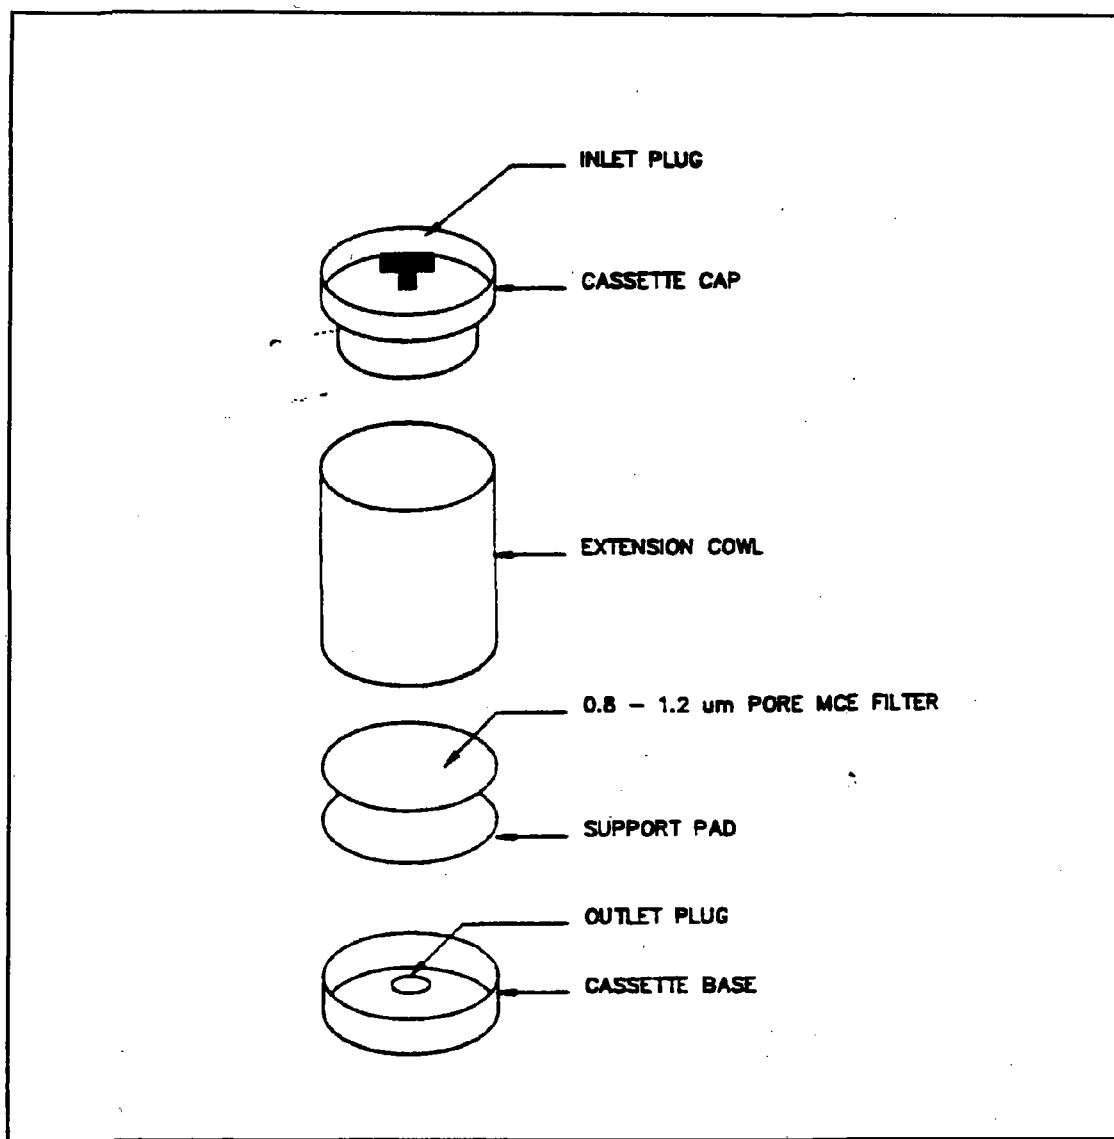 INLET PLUG
CASSETTE CAP
EXTENSION COWL
0.8 - 1.2 um PORE MCE FILTER
SUPPORT PAD
OUTLET PLUG
CASSETTE BASE